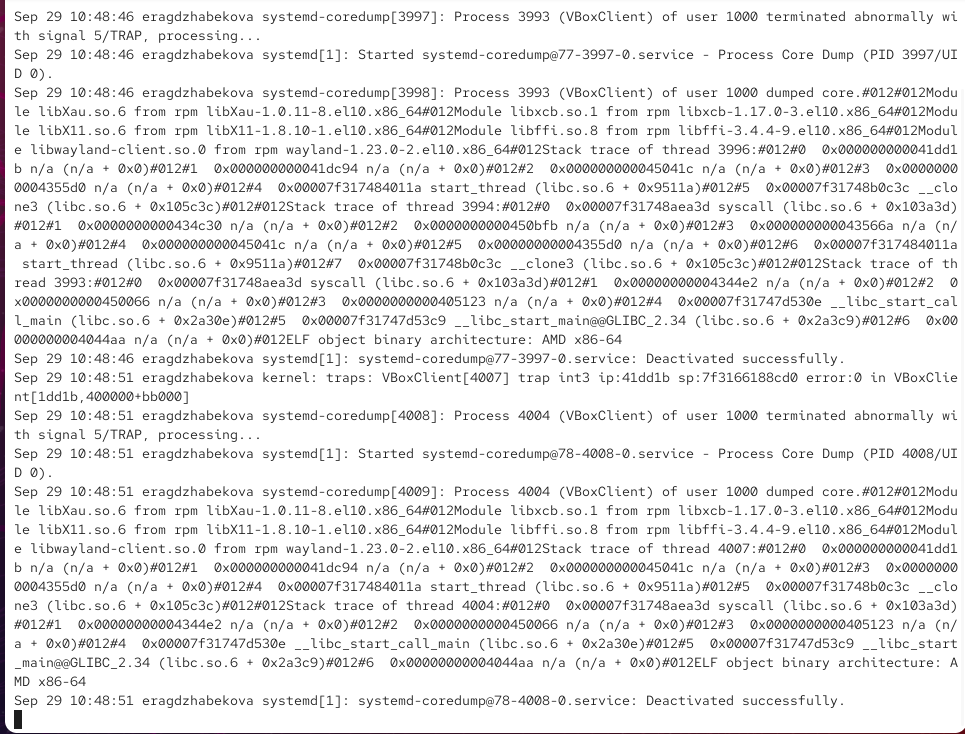 Sep 29 10:48:46 eragdzhabekova systemd-coredump[3997]: Process 3993 (VBoxClient) of user 1000 terminated abnormally wi
th signal 5/TRAP, processing...
Sep 29 10:48:46 eragdzhabekova systemd[1]: Started systemd-coredump@77-3997-0.service - Process Core Dump (PID 3997/UI
D 0).
Sep 29 10:48:46 eragdzhabekova systemd-coredump[3998]: Process 3993 (VBoxClient) of user 1000 dumped core.#012#012Modu
le libXau.so.6 from rpm libXau-1.0.11-8.el10.x86_64#012Module libxcb.so.1 from rpm libxcb-1.17.0-3.el10.x86_64#012Modu
le libX11.so.6 from rpm libX11-1.8.10-1.el10.x86_64#012Module libffi.so.8 from rpm libffi-3.4.4-9.el10.x86_64#012Modul
e libwayland-client.so.0 from rpm wayland-1.23.0-2.el10.x86_64#012Stack trace of thread 3996:#012#0  0x000000000041dd1
b n/a (n/a + 0x0)#012#1  0x000000000041dc94 n/a (n/a + 0x0)#012#2  0x000000000045041c n/a (n/a + 0x0)#012#3  0x0000000
0004355d0 n/a (n/a + 0x0)#012#4  0x00007f317484011a start_thread (libc.so.6 + 0x9511a)#012#5  0x00007f31748b0c3c __clo
ne3 (libc.so.6 + 0x105c3c)#012#012Stack trace of thread 3994:#012#0  0x00007f31748aea3d syscall (libc.so.6 + 0x103a3d)
#012#1  0x0000000000434c30 n/a (n/a + 0x0)#012#2  0x0000000000450bfb n/a (n/a + 0x0)#012#3  0x000000000043566a n/a (n/
a + 0x0)#012#4  0x000000000045041c n/a (n/a + 0x0)#012#5  0x00000000004355d0 n/a (n/a + 0x0)#012#6  0x00007f317484011a
 start_thread (libc.so.6 + 0x9511a)#012#7  0x00007f31748b0c3c __clone3 (libc.so.6 + 0x105c3c)#012#012Stack trace of th
read 3993:#012#0  0x00007f31748aea3d syscall (libc.so.6 + 0x103a3d)#012#1  0x00000000004344e2 n/a (n/a + 0x0)#012#2  0
x0000000000450066 n/a (n/a + 0x0)#012#3  0x0000000000405123 n/a (n/a + 0x0)#012#4  0x00007f31747d530e __libc_start_cal
l_main (libc.so.6 + 0x2a30e)#012#5  0x00007f31747d53c9 __libc_start_main@@GLIBC_2.34 (libc.so.6 + 0x2a3c9)#012#6  0x00
000000004044aa n/a (n/a + 0x0)#012ELF object binary architecture: AMD x86-64
Sep 29 10:48:46 eragdzhabekova systemd[1]: systemd-coredump@77-3997-0.service: Deactivated successfully.
Sep 29 10:48:51 eragdzhabekova kernel: traps: VBoxClient[4007] trap int3 ip:41dd1b sp:7f3166188cd0 error:0 in VBoxClie
nt[1dd1b,400000+bb000]
Sep 29 10:48:51 eragdzhabekova systemd-coredump[4008]: Process 4004 (VBoxClient) of user 1000 terminated abnormally wi
th signal 5/TRAP, processing...
Sep 29 10:48:51 eragdzhabekova systemd[1]: Started systemd-coredump@78-4008-0.service - Process Core Dump (PID 4008/UI
D 0).
Sep 29 10:48:51 eragdzhabekova systemd-coredump[4009]: Process 4004 (VBoxClient) of user 1000 dumped core.#012#012Modu
le libXau.so.6 from rpm libXau-1.0.11-8.el10.x86_64#012Module libxcb.so.1 from rpm libxcb-1.17.0-3.el10.x86_64#012Modu
le libX11.so.6 from rpm libX11-1.8.10-1.el10.x86_64#012Module libffi.so.8 from rpm libffi-3.4.4-9.el10.x86_64#012Modul
e libwayland-client.so.0 from rpm wayland-1.23.0-2.el10.x86_64#012Stack trace of thread 4007:#012#0  0x000000000041dd1
b n/a (n/a + 0x0)#012#1  0x000000000041dc94 n/a (n/a + 0x0)#012#2  0x000000000045041c n/a (n/a + 0x0)#012#3  0x0000000
0004355d0 n/a (n/a + 0x0)#012#4  0x00007f317484011a start_thread (libc.so.6 + 0x9511a)#012#5  0x00007f31748b0c3c __clo
ne3 (libc.so.6 + 0x105c3c)#012#012Stack trace of thread 4004:#012#0  0x00007f31748aea3d syscall (libc.so.6 + 0x103a3d)
#012#1  0x00000000004344e2 n/a (n/a + 0x0)#012#2  0x0000000000450066 n/a (n/a + 0x0)#012#3  0x0000000000405123 n/a (n/
a + 0x0)#012#4  0x00007f31747d530e __libc_start_call_main (libc.so.6 + 0x2a30e)#012#5  0x00007f31747d53c9 __libc_start
_main@@GLIBC_2.34 (libc.so.6 + 0x2a3c9)#012#6  0x00000000004044aa n/a (n/a + 0x0)#012ELF object binary architecture: A
MD x86-64
Sep 29 10:48:51 eragdzhabekova systemd[1]: systemd-coredump@78-4008-0.service: Deactivated successfully.